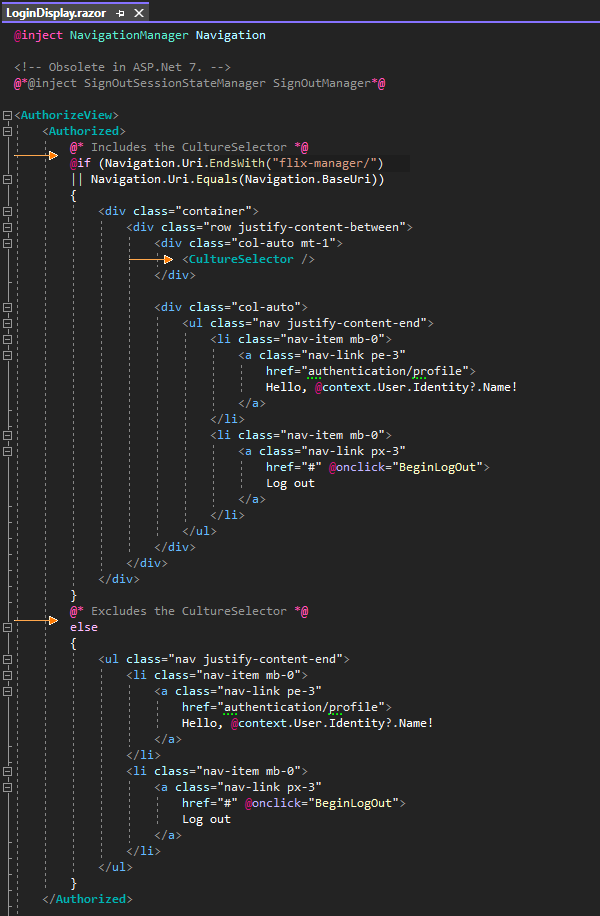 LoginDisplay.razor
@inject NavigationManager Navigation
<!-- Obsolete in ASP.Net 7. -->
@*@inject SignOutSessionStateManager SignOutManager*@
<AuthorizeView>
<Authorized>
@* Includes the CultureSelector *@
@if (Navigation.Uri.EndsWith("flix-manager/")
|| Navigation.Uri.Equals(Navigation.BaseUri))
{
<div class="container">
<div class="row justify-content-between">
<div class="col-auto mt-1">
<CultureSelector />
</div>
<div class="col-auto">
<ul class="nav justify-content-end">
<li class="nav-item mb-0">
<a class="nav-link pe-3"
href="authentication/profile">
Hello, @context.User.Identity?.Name!
</a>
</li>
<li class="nav-item mb-0">
<a class="nav-link px-3"
href="#" @onclick="BeginLogOut">
Log out
</a>
</li>
</ul>
</div>
</div>
</div>
}
@* Excludes the CultureSelector *@
else
{
<ul class="nav justify-content-end">
<li class="nav-item mb-0">
<a class="nav-link pe-3"
href="authentication/profile">
Hello, @context.User.Identity?.Name!
</a>
</li>
<li class="nav-item mb-0">
<a class="nav-link px-3"
href="#" @onclick="BeginLogOut">
Log out
</a>
</li>
</ul>
}
</Authorized>